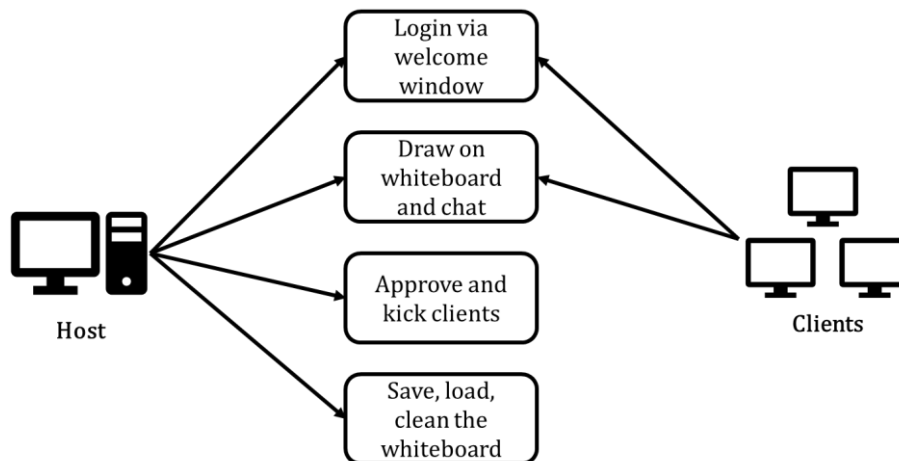 Login via
welcome
window
Draw on
whiteboard
and chat
Approve and
kick clients
Host
Clients
Save, load,
clean the
whiteboard